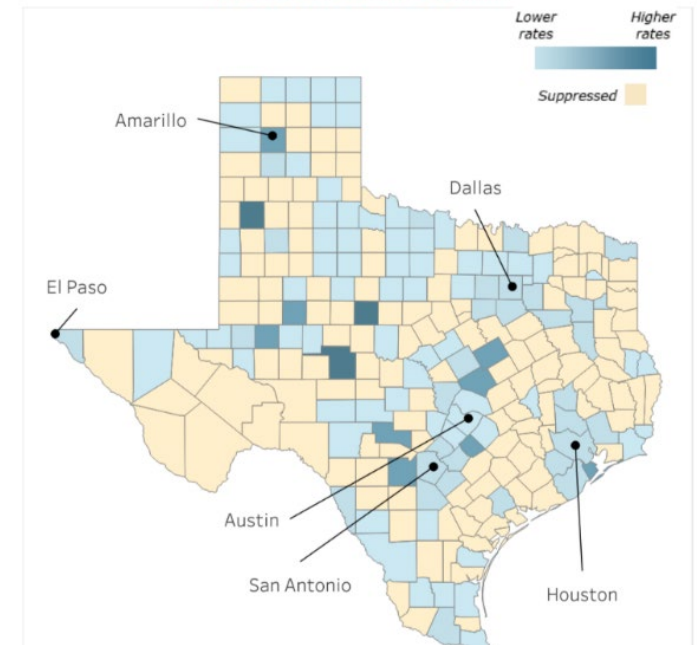 Lower
rates
Higher
rates
Suppressed
Amarillo
Dallas
El Paso
Austin
San Antonio
Houston